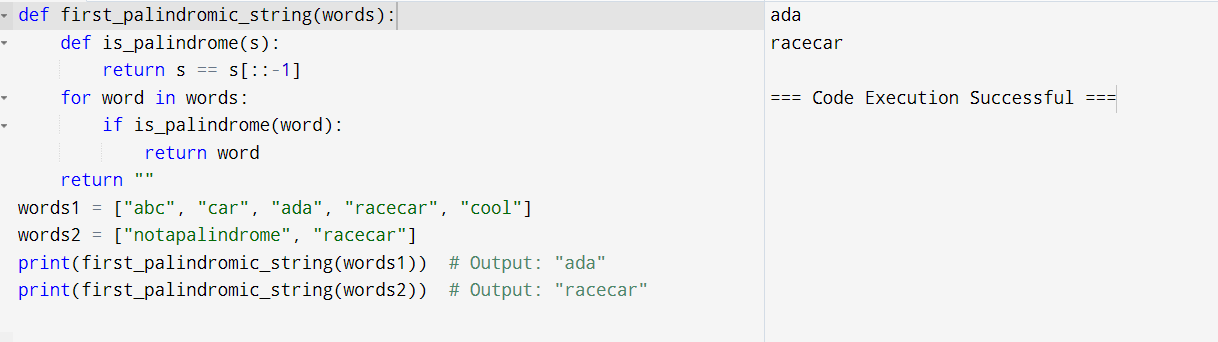 def first_palindromic_string(words):
    def is_palindrome(s):
        return s == s[::-1]
    for word in words:
        if is_palindrome(word):
            return word
    return ""
words1 = ["abc", "car", "ada", "racecar", "cool"]
words2 = ["notapalindrome", "racecar"]
print(first_palindromic_string(words1))  # Output: "ada"
print(first_palindromic_string(words2))  # Output: "racecar"
ada
racecar
=== Code Execution Successful ===